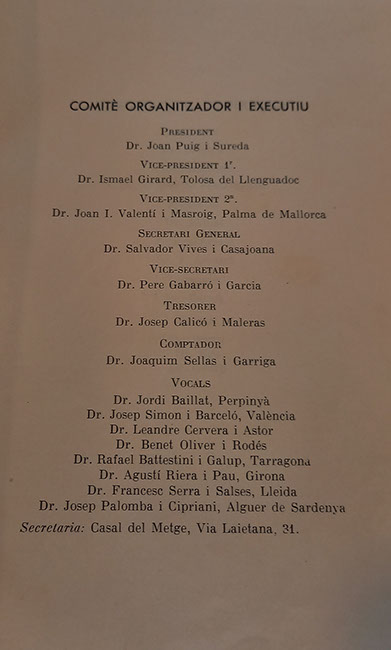 COMITÈ ORGANITZADOR I EXECUTIU
PRESIDENT
Dr. Joan Puig i Sureda
VICE-PRESIDENT 1r.
Dr. Ismael Girard, Tolosa del Llenguadoc
VICE-PRESIDENT 2n.
Dr. Joan I. Valentí i Masroig, Palma de Mallorca
SECRETARI GENERAL
Dr. Salvador Vives i Casajoana
VICE-SECRETARI
Dr. Pere Gabarró i Garcia
TRESORER
Dr. Josep Calicó i Maleras
COMPTADOR
Dr. Joaquim Sellas i Garriga
VOCALS
Dr. Jordi Baillat, Perpinyà
Dr. Josep Simon i Barceló, València
Dr. Leandre Cervera i Astor
Dr. Benet Oliver i Rodés
Dr. Rafael Battestini i Galup, Tarragona
Dr. Agustí Riera i Pau, Girona
Dr. Francesc Serra i Salses, Lleida
Dr. Josep Palomba i Cipriani, Alguer de Sardenya
Secretaria: Casal del Metge, Via Laietana, 31.